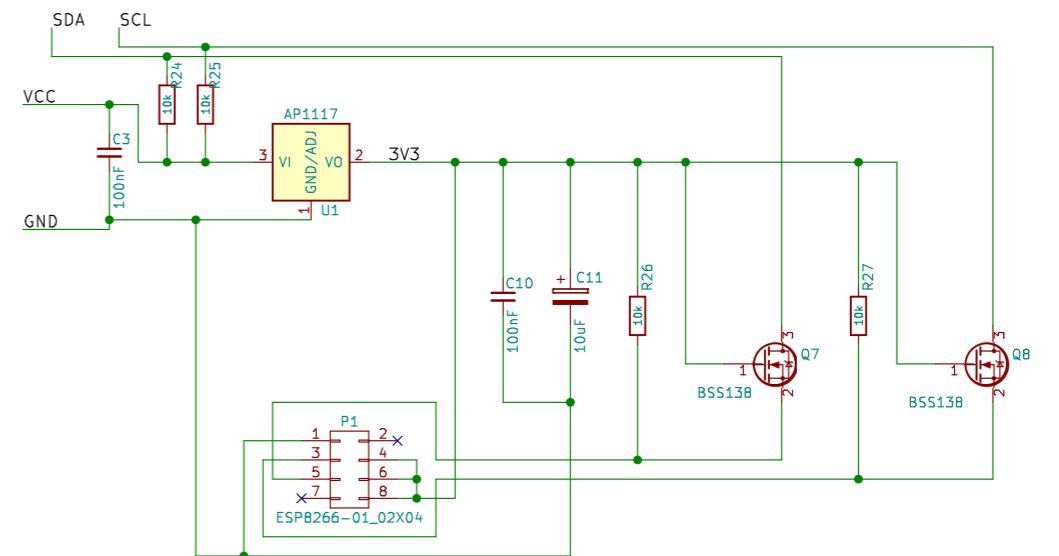 SDA SCL
R24 R25
10k 10k
VCC
AP1117
C3
100nF
3 VI GND/ADJ VO 2
3V3
1
U1
GND
R26
10k
R27
10k
C10
100nF
+ C11
10uF
3
Q7
1
2
BSS138
3
Q8
1
2
BSS138
P1
1 2
3 4
5 6
7 8
ESP8266-01_02X04